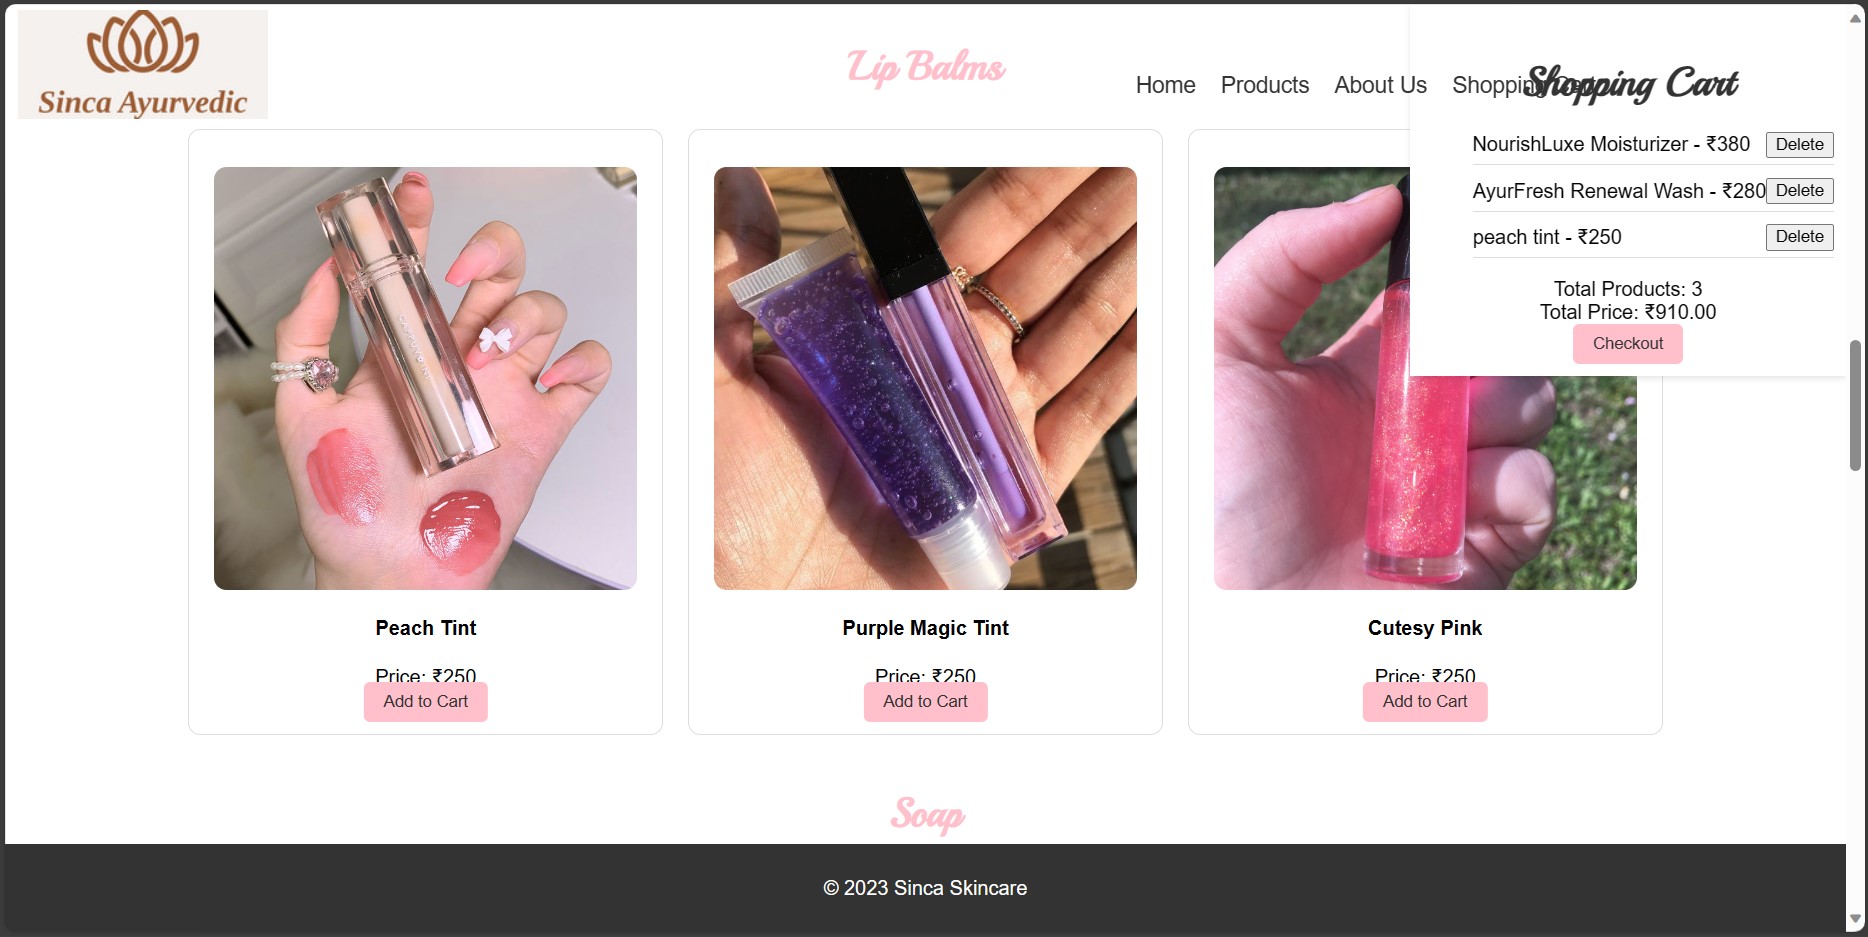 Sinca Ayurvedic
Lip Balms
Home Products About Us Shopping Cart
Shopping Cart
NourishLuxe Moisturizer - ₹380 Delete
AyurFresh Renewal Wash - ₹280 Delete
peach tint - ₹250 Delete
Total Products: 3
Total Price: ₹910.00
Checkout
Peach Tint
Price: ₹250
Add to Cart
Purple Magic Tint
Price: ₹250
Add to Cart
Cutesy Pink
Price: ₹250
Add to Cart
Soap
© 2023 Sinca Skincare